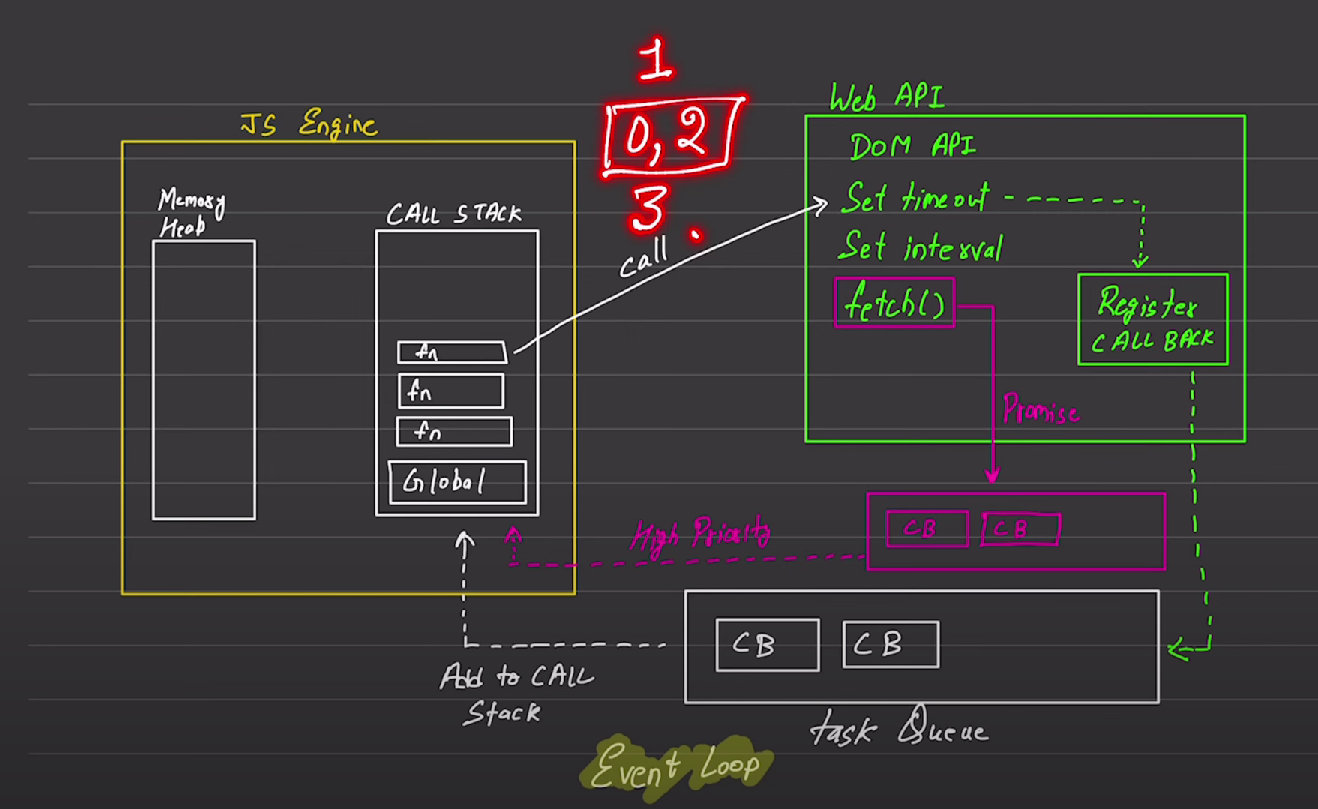 1
0, 2
3.
JS Engine
Memory
Heap
CALL STACK
fn
fn
fn
Global
call
Web API
DOM API
Set timeout
Set interval
fetch()
Register
CALL BACK
Promise
CB
CB
High Priority
CB
CB
Add to CALL
Stack
task Queue
Event Loop